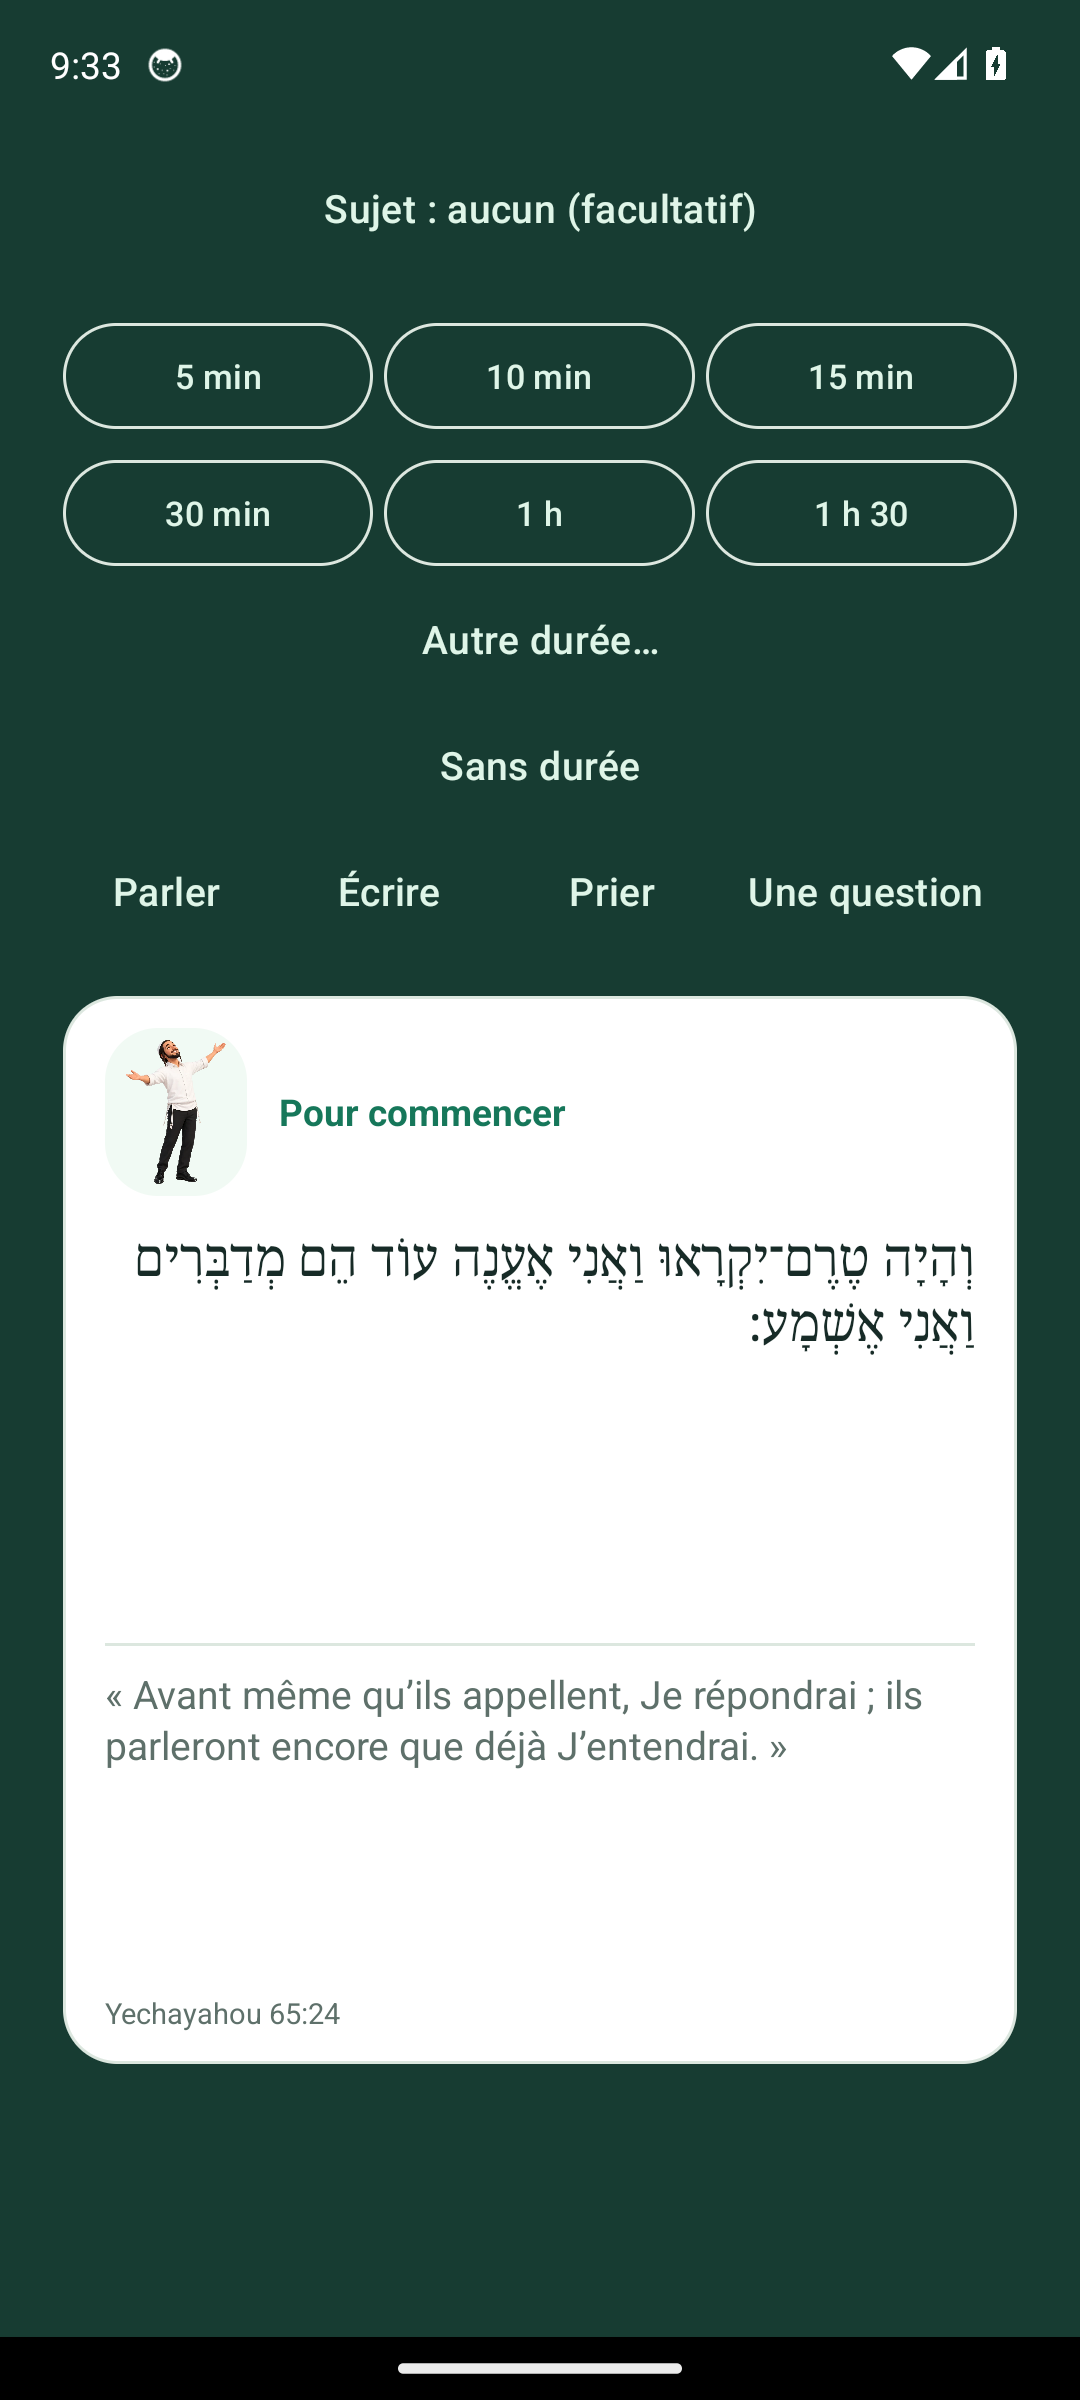 9:33
Sujet : aucun (facultatif)
5 min
10 min
15 min
30 min
1 h
1 h 30
Autre durée…
Sans durée
Parler
Écrire
Prier
Une question
Pour commencer
וְהָיָה טֶרֶם־יִקְרָאוּ וַאֲנִי אֶעֱנֶה עוֹד הֵם מְדַבְּרִים
וַאֲנִי אֶשְׁמָע׃
« Avant même qu’ils appellent, Je répondrai ; ils
parleront encore que déjà J’entendrai. »
Yechayahou 65:24